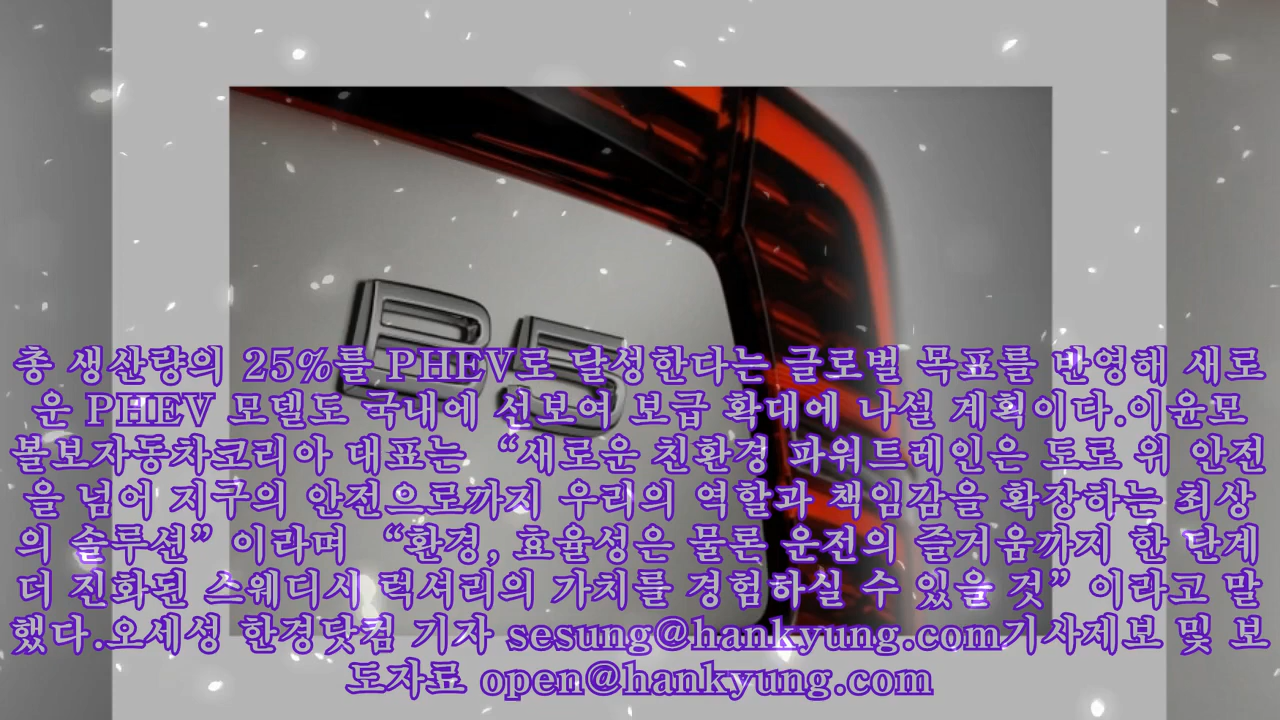 B5
총 생산량의 25%를 PHEV로 달성한다는 글로벌 목표를 반영해 새로
운 PHEV 모델도 국내에 선보여 보급 확대에 나설 계획이다.이윤모
볼보자동차코리아 대표는 “새로운 친환경 파워트레인은 도로 위 안전
을 넘어 지구의 안전으로까지 우리의 역할과 책임감을 확장하는 최상
의 솔루션” 이라며 “환경, 효율성은 물론 운전의 즐거움까지 한 단계
더 진화된 스웨디시 럭셔리의 가치를 경험하실 수 있을 것” 이라고 말
했다.오세성 한경닷컴 기자 sesung@hankyung.com기사제보 및 보
도자료 open@hankyung.com